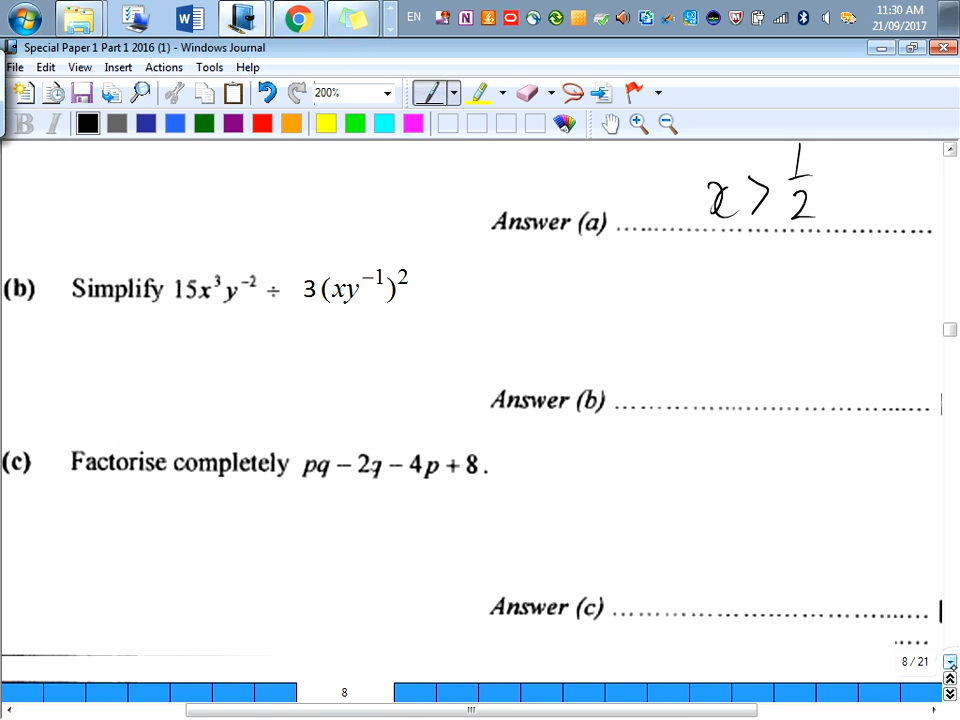 EN
11:30 AM
21/09/2017
Special Paper 1 Part 1 2016 (1) - Windows Journal
File Edit View Insert Actions Tools Help
200%
B I
x > 1/2
Answer (a) ........................................
(b) Simplify 15x³y⁻² ÷ 3(xy⁻¹)²
Answer (b) ........................................
(c) Factorise completely pq – 2q – 4p + 8.
Answer (c) ........................................
8 / 21
8